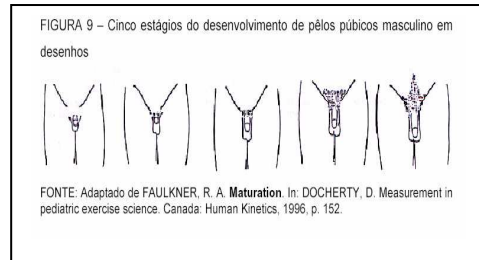 FIGURA 9 – Cinco estágios do desenvolvimento de pêlos púbicos masculino em
desenhos
FONTE: Adaptado de FAULKNER, R. A. Maturation. In: DOCHERTY, D. Measurement in
pediatric exercise science. Canada: Human Kinetics, 1996, p. 152.